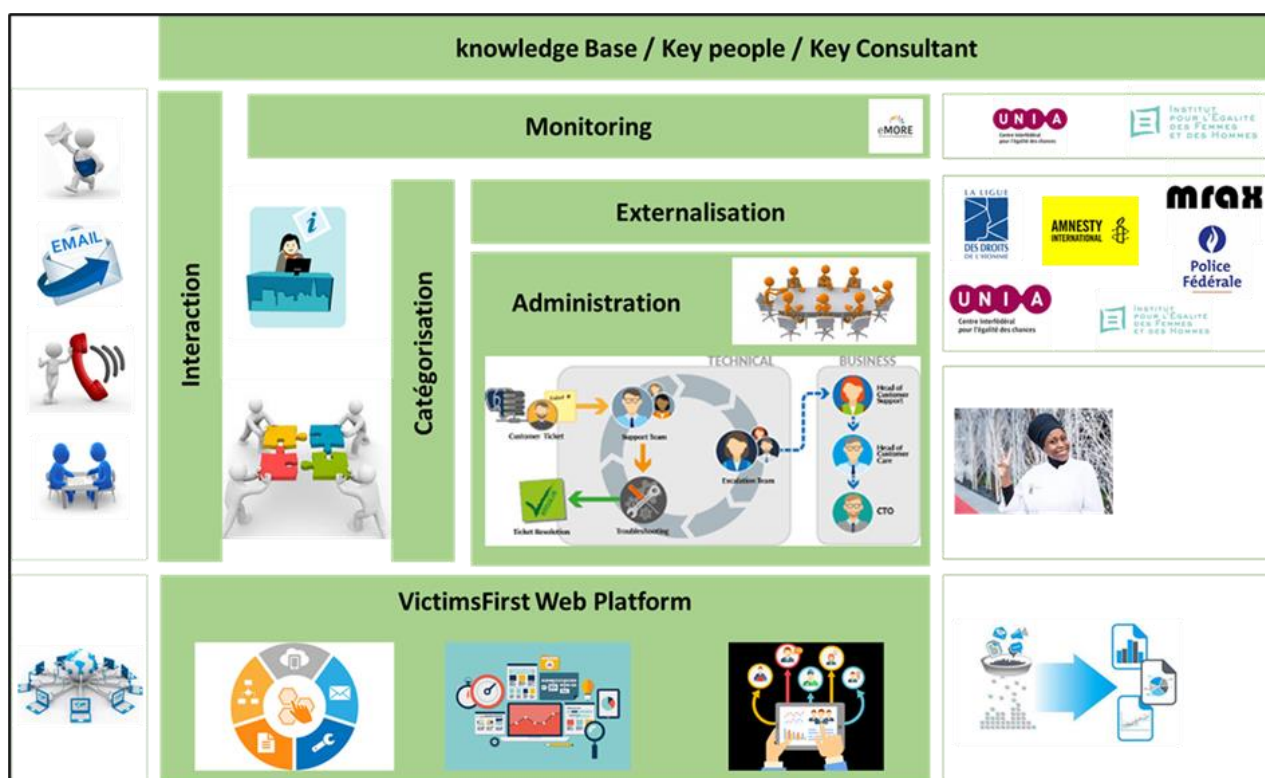 knowledge Base / Key people / Key Consultant
Monitoring
eMORE
UNIA
Centre interfédéral
pour l'égalité des chances
INSTITUT
POUR L'ÉGALITÉ
DES FEMMES
ET DES HOMMES
Interaction
EMAIL
i
Catégorisation
Externalisation
LA LIGUE
DES DROITS
DE L'HOMME
AMNESTY
INTERNATIONAL
mrax
Police
Fédérale
UNIA
Centre interfédéral
pour l'égalité des chances
INSTITUT
POUR L'ÉGALITÉ
DES FEMMES
ET DES HOMMES
Administration
TECHNICAL
BUSINESS
Customer Ticket
Support Team
Escalation Team
Ticket Resolution
Troubleshooting
Head of
Customer
Support
Head of
Customer
Care
CTO
VictimsFirst Web Platform